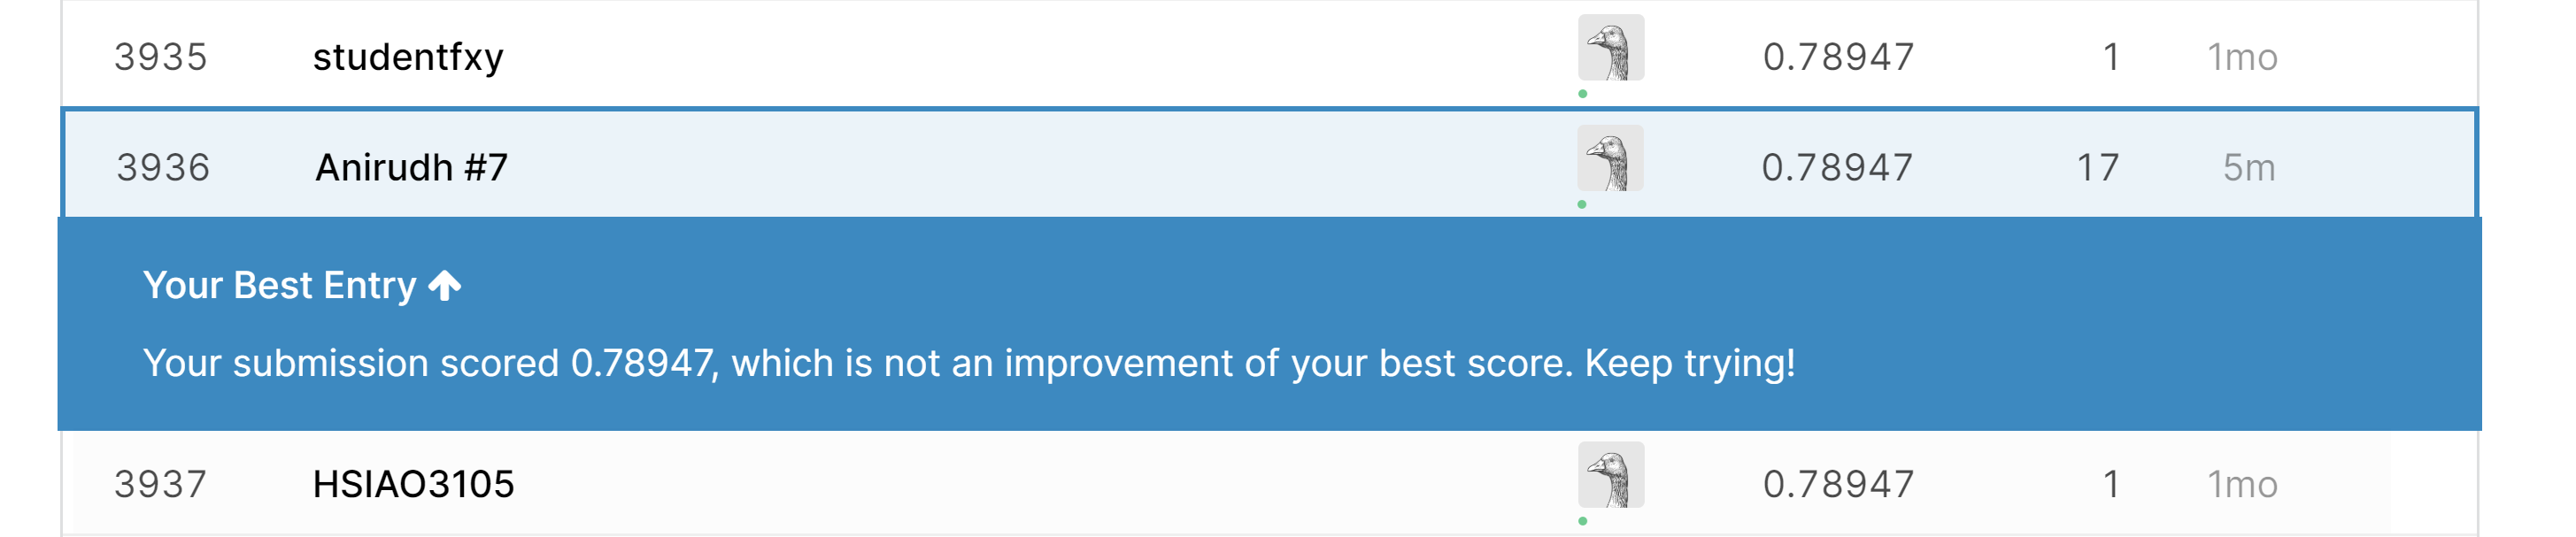 3935 studentfxy 0.78947 1 1mo
3936 Anirudh #7 0.78947 17 5m
Your Best Entry
Your submission scored 0.78947, which is not an improvement of your best score. Keep trying!
3937 HSIAO3105 0.78947 1 1mo